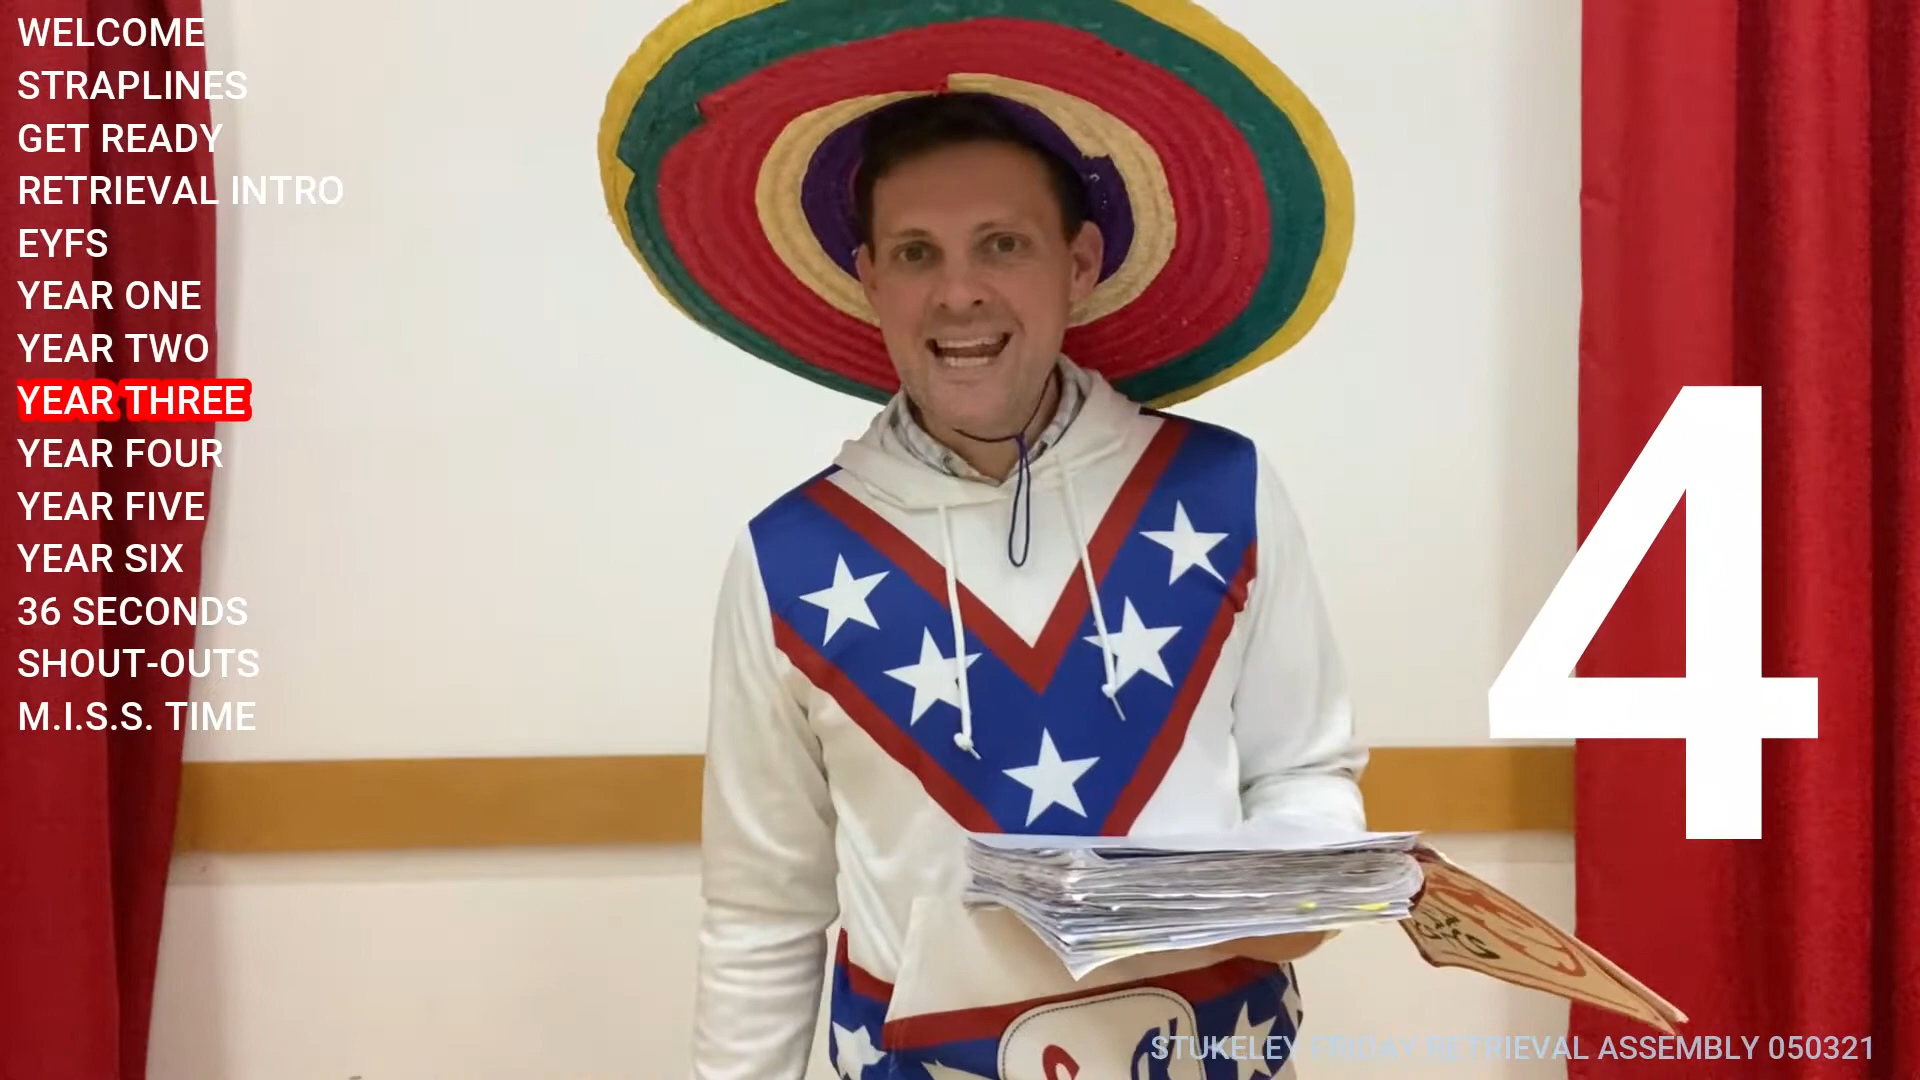 WELCOME
STRAPLINES
GET READY
RETRIEVAL INTRO
EYFS
YEAR ONE
YEAR TWO
YEAR THREE
YEAR FOUR
YEAR FIVE
YEAR SIX
36 SECONDS
SHOUT-OUTS
M.I.S.S. TIME
4
STUKELEY FRIDAY RETRIEVAL ASSEMBLY 050321